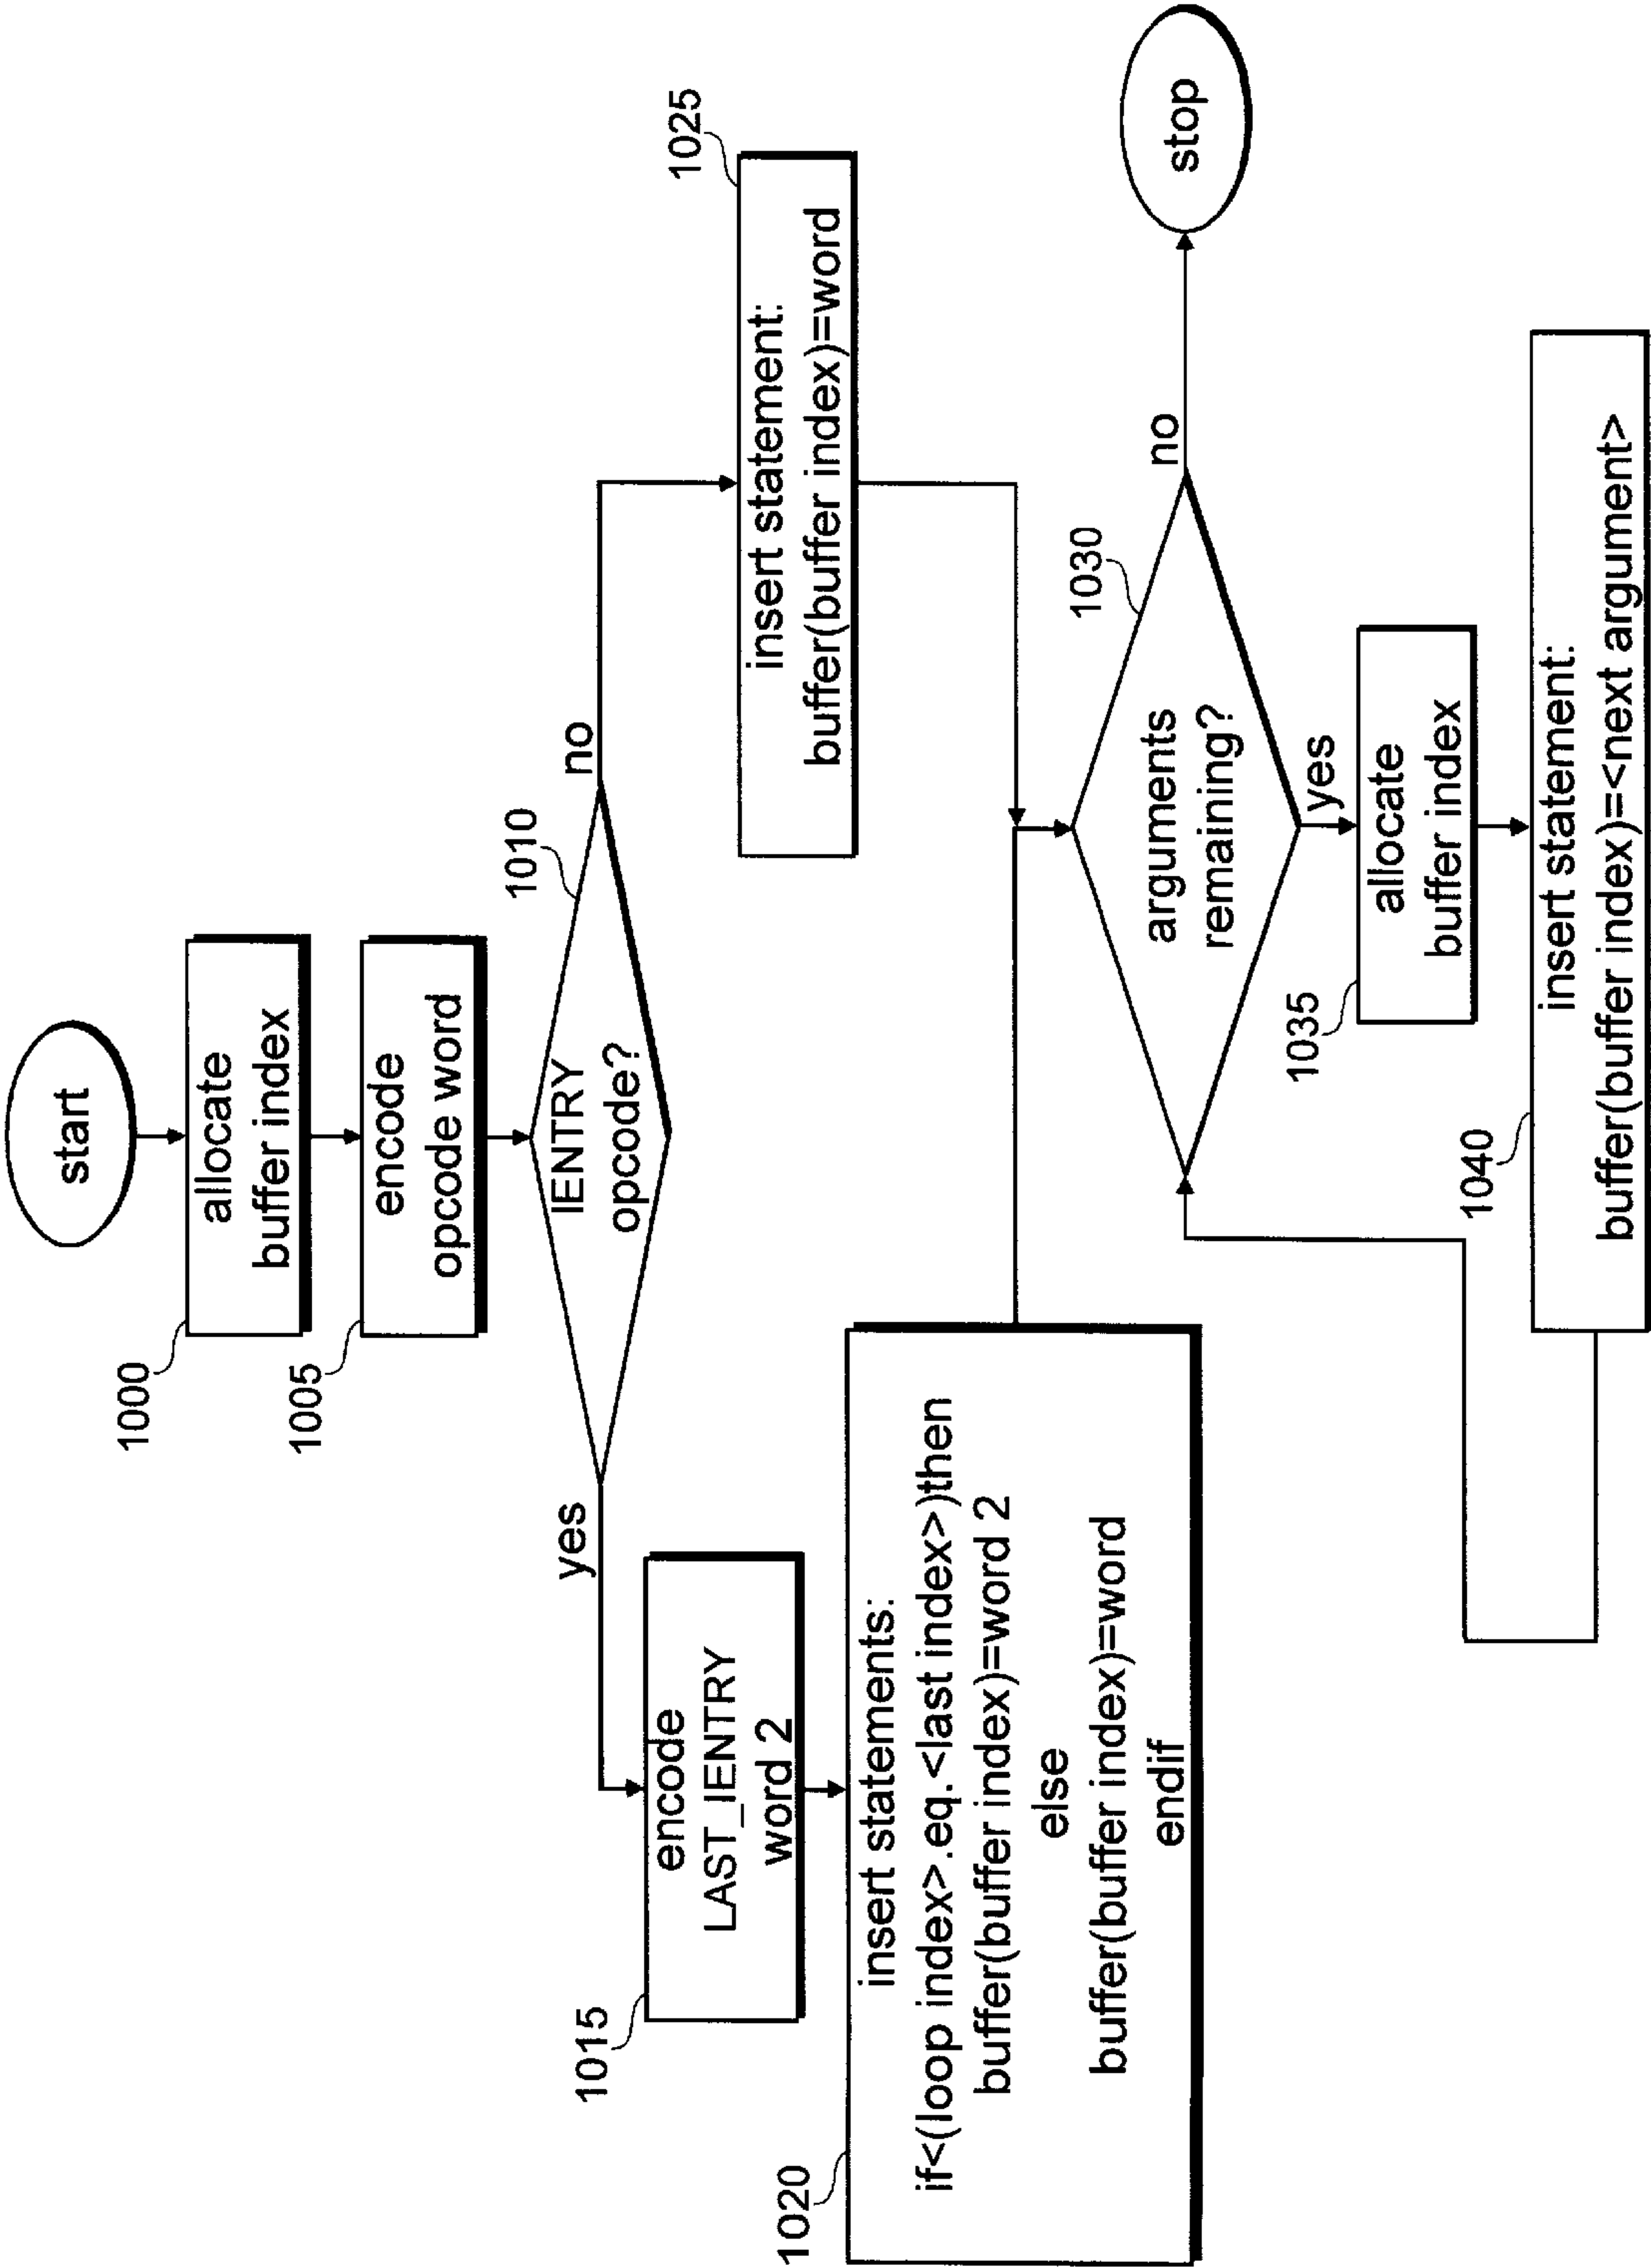 start
1000
allocate
buffer index
1005
encode
opcode word
1010
IENTRY
opcode?
yes
no
1015
encode
LAST_IENTRY
word 2
1025
insert statement:
buffer(buffer index)=word
1020
insert statements:
if<(loop index>.eq.<last index>)then
buffer(buffer index)=word 2
else
buffer(buffer index)=word
endif
1030
arguments
remaining?
no
stop
yes
1035
allocate
buffer index
1040
insert statement:
buffer(buffer index)=<next argument>